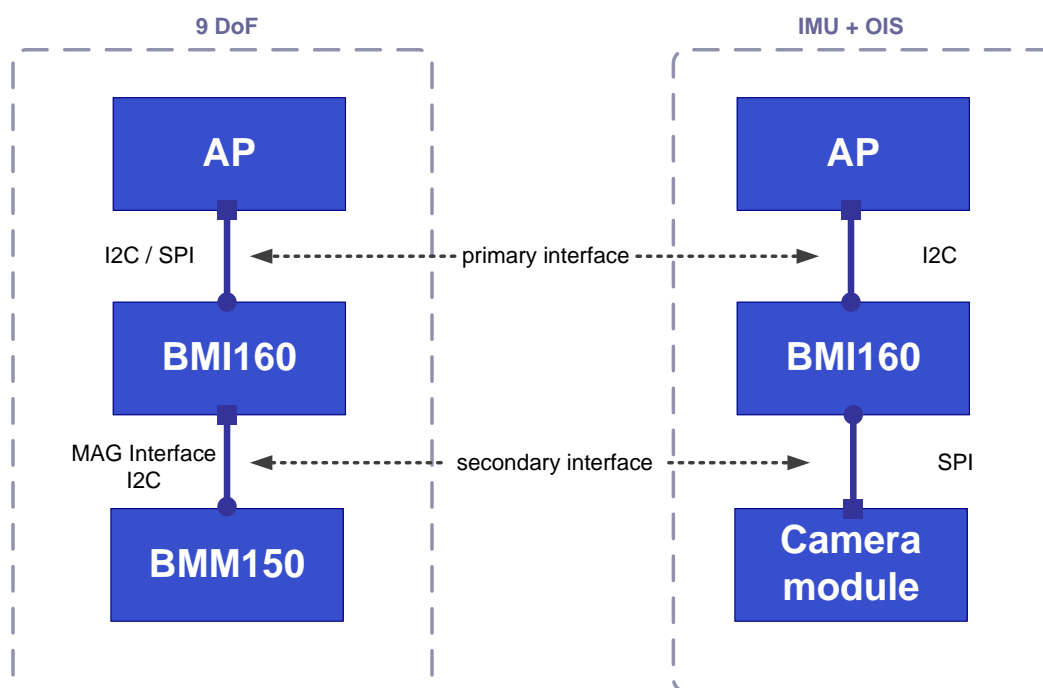 9 DoF
IMU + OIS
AP
AP
I2C / SPI
primary interface
I2C
BMI160
BMI160
MAG Interface
I2C
secondary interface
SPI
BMM150
Camera
module